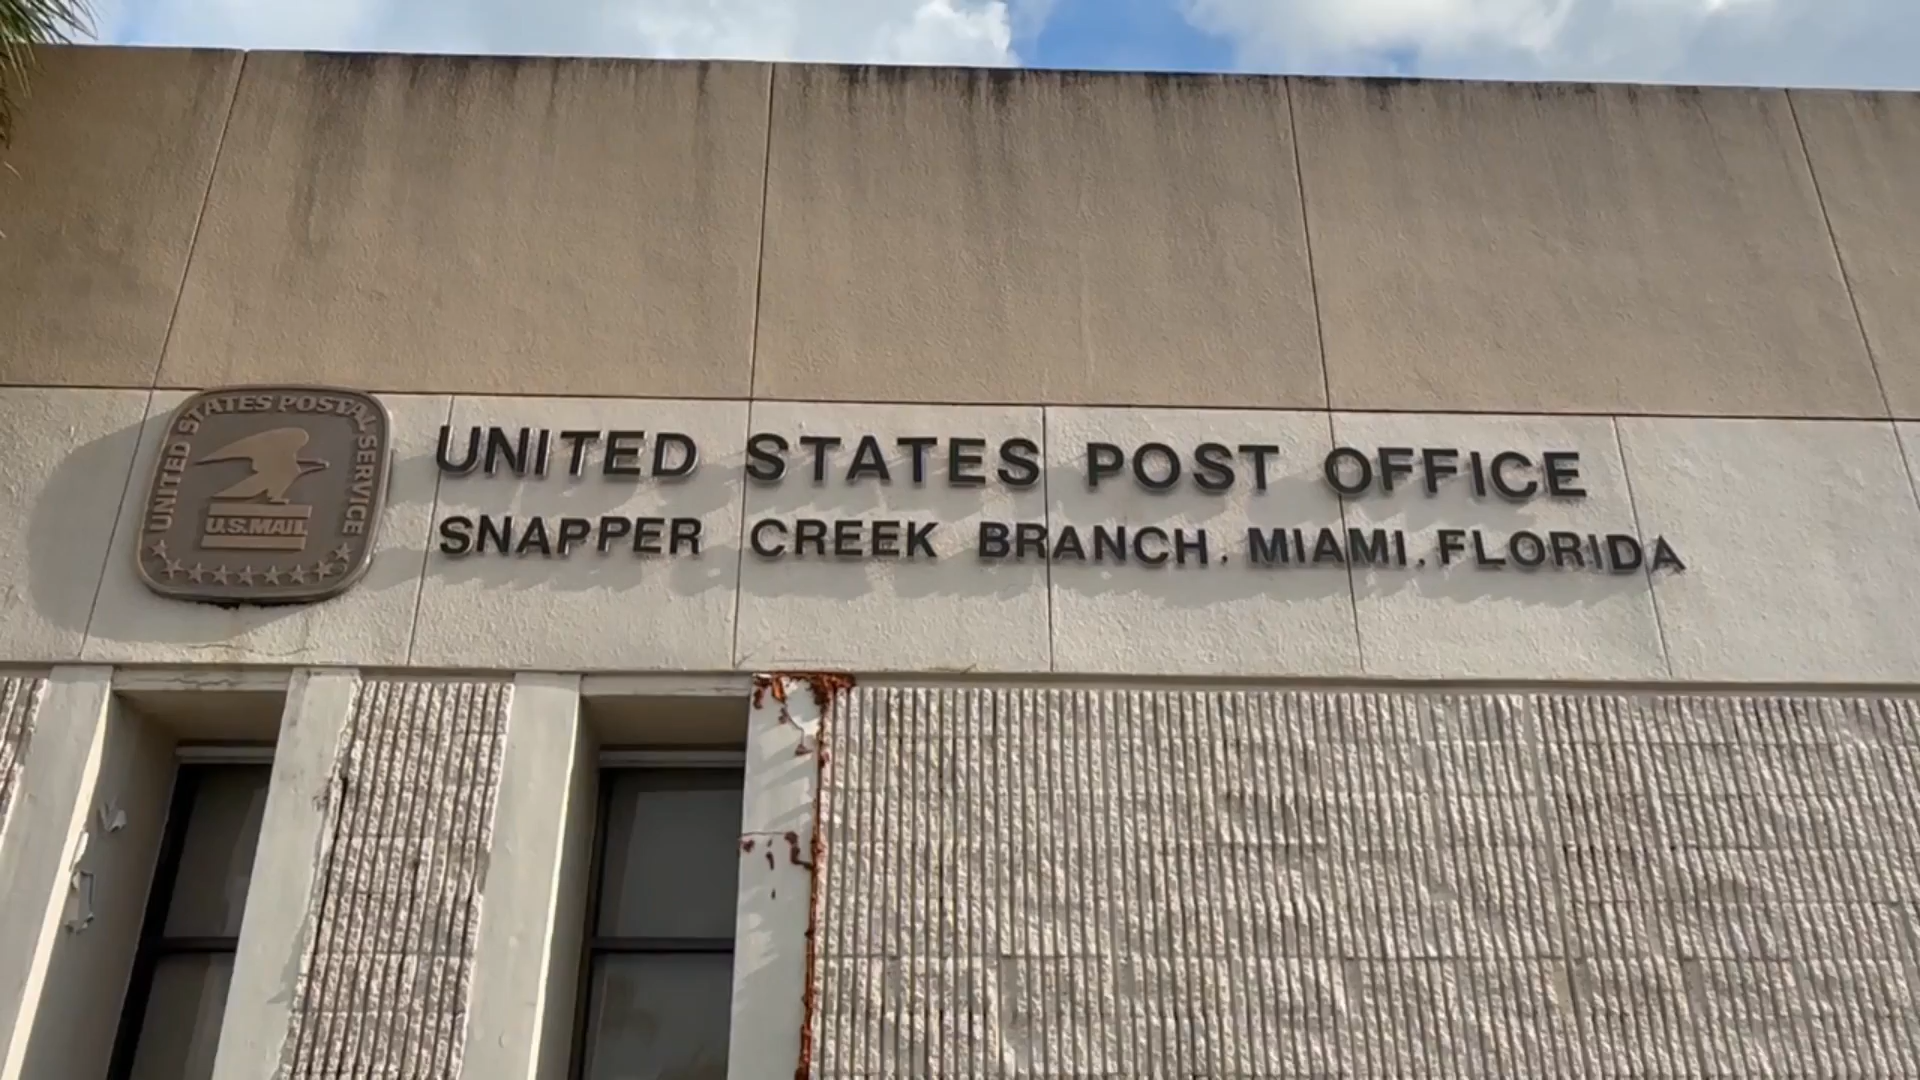 UNITED STATES POSTAL SERVICE
U.S.MAIL
UNITED STATES POST OFFICE
SNAPPER CREEK BRANCH, MIAMI, FLORIDA